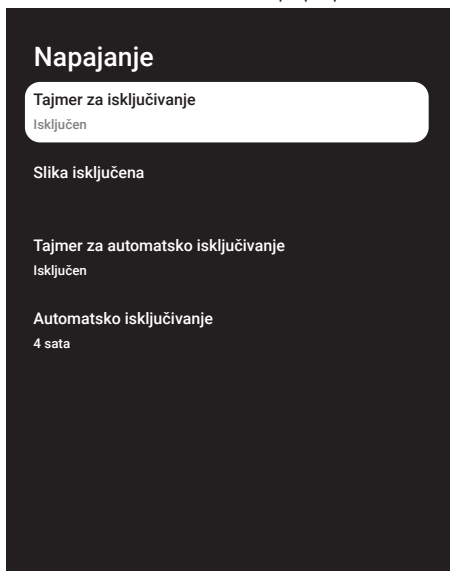 Napajanje
Tajmer za isključivanje
Isključen
Slika isključena
Tajmer za automatsko isključivanje
Isključen
Automatsko isključivanje
4 sata